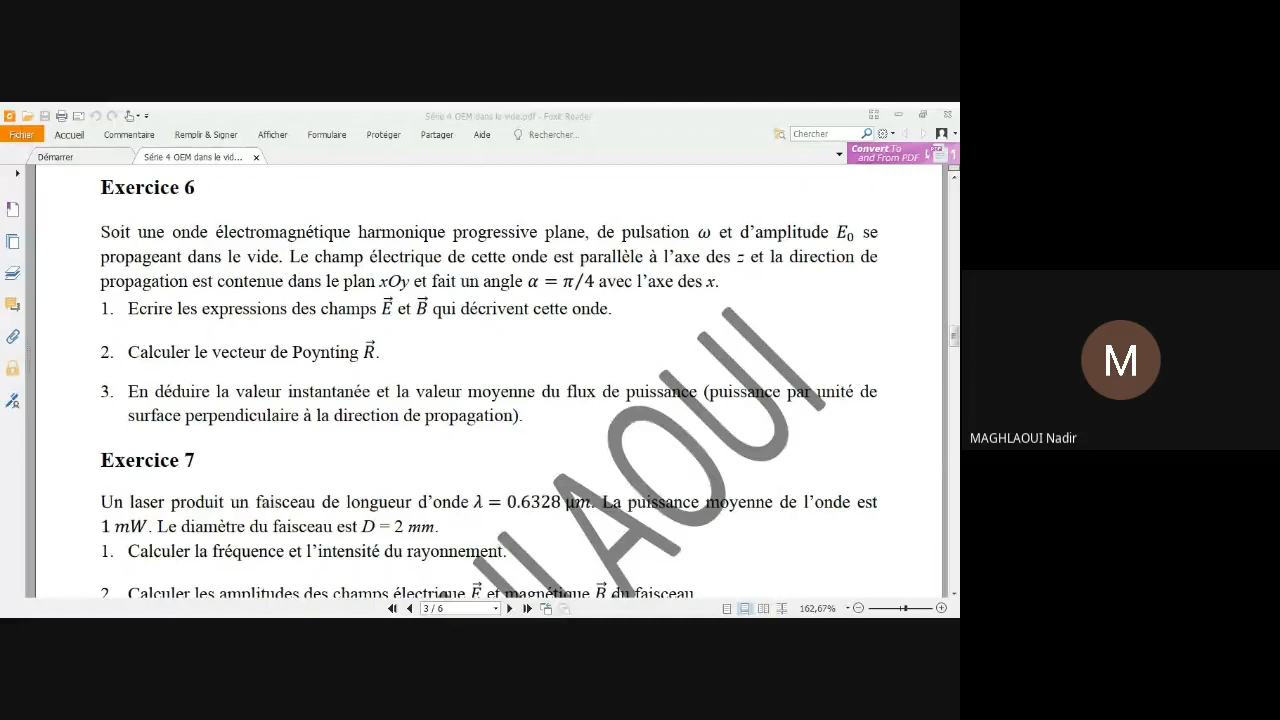 Série 4 OEM dans le vide.pdf - Foxit Reader
Fichier Accueil Commentaire Remplir & Signer Afficher Formulaire Protéger Partager Aide Rechercher... Chercher
Démarrer Série 4 OEM dans le vid... Convert To and From PDF
Exercice 6
Soit une onde électromagnétique harmonique progressive plane, de pulsation ω et d’amplitude E₀ se
propageant dans le vide. Le champ électrique de cette onde est parallèle à l’axe des z et la direction de
propagation est contenue dans le plan xOy et fait un angle α = π/4 avec l’axe des x.
1. Ecrire les expressions des champs E⃗ et B⃗ qui décrivent cette onde.
2. Calculer le vecteur de Poynting R⃗.
3. En déduire la valeur instantanée et la valeur moyenne du flux de puissance (puissance par unité de
surface perpendiculaire à la direction de propagation).
Exercice 7
Un laser produit un faisceau de longueur d’onde λ = 0.6328 μm. La puissance moyenne de l’onde est
1 mW. Le diamètre du faisceau est D = 2 mm.
1. Calculer la fréquence et l’intensité du rayonnement.
2. Calculer les amplitudes des champs électrique E⃗ et magnétique B⃗ du faisceau.
LAOUI
3 / 6 162,67%
M
MAGHLAOUI Nadir